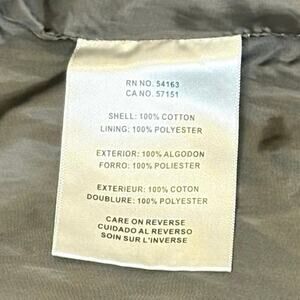 RN NO. 54163
CA NO. 57151
SHELL: 100% COTTON
LINING: 100% POLYESTER
EXTERIOR: 100% ALGODON
FORRO: 100% POLIESTER
EXTERIEUR: 100% COTON
DOUBLURE: 100% POLYESTER
CARE ON REVERSE
CUIDADO AL REVERSO
SOIN SUR L'INVERSE